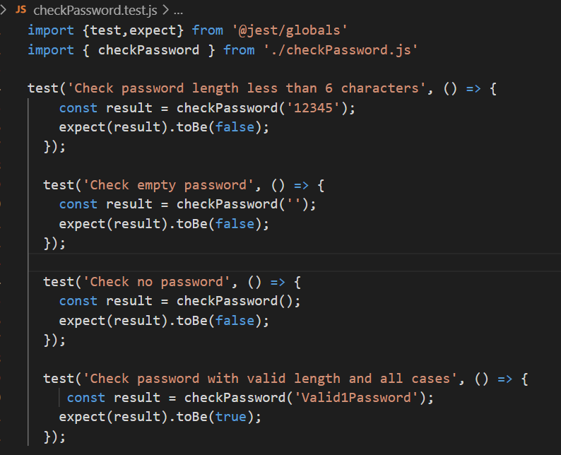 JS checkPassword.test.js > ...
import {test,expect} from '@jest/globals'
import { checkPassword } from './checkPassword.js'
test('Check password length less than 6 characters', () => {
const result = checkPassword('12345');
expect(result).toBe(false);
});
test('Check empty password', () => {
const result = checkPassword('');
expect(result).toBe(false);
});
test('Check no password', () => {
const result = checkPassword();
expect(result).toBe(false);
});
test('Check password with valid length and all cases', () => {
const result = checkPassword('Valid1Password');
expect(result).toBe(true);
});